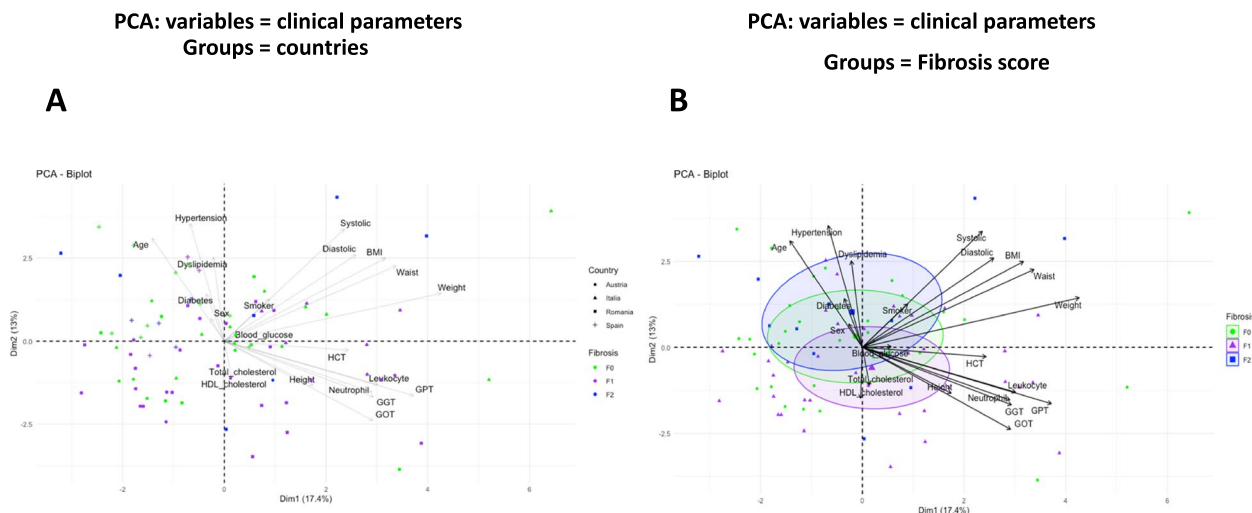 PCA: variables = clinical parameters
Groups = countries
PCA: variables = clinical parameters
Groups = Fibrosis score
A
B
PCA - Biplot
Hypertension
Systolic
Age
Diastolic
BMI
Dyslipidemia
Waist
Weight
Diabetes
Smoker
Sex
Blood_glucose
HCT
Total_cholesterol
HDL_cholesterol
Height
Leukocyte
Neutrophil
GPT
GGT
GOT
2.5
0.0
-2.5
Dim2 (13%)
-2
0
2
4
6
Dim1 (17.4%)
Country
Austria
Italia
Romania
Spain
Fibrosis
F0
F1
F2
PCA - Biplot
Hypertension
Systolic
Age
Diastolic
BMI
Dyslipidemia
Waist
Weight
Diabetes
Smoker
Sex
Blood_glucose
HCT
Total_cholesterol
HDL_cholesterol
Height
Leukocyte
Neutrophil
GPT
GGT
GOT
2.5
0.0
-2.5
Dim2 (13%)
-2
0
2
4
6
Dim1 (17.4%)
Fibrosis
F0
F1
F2